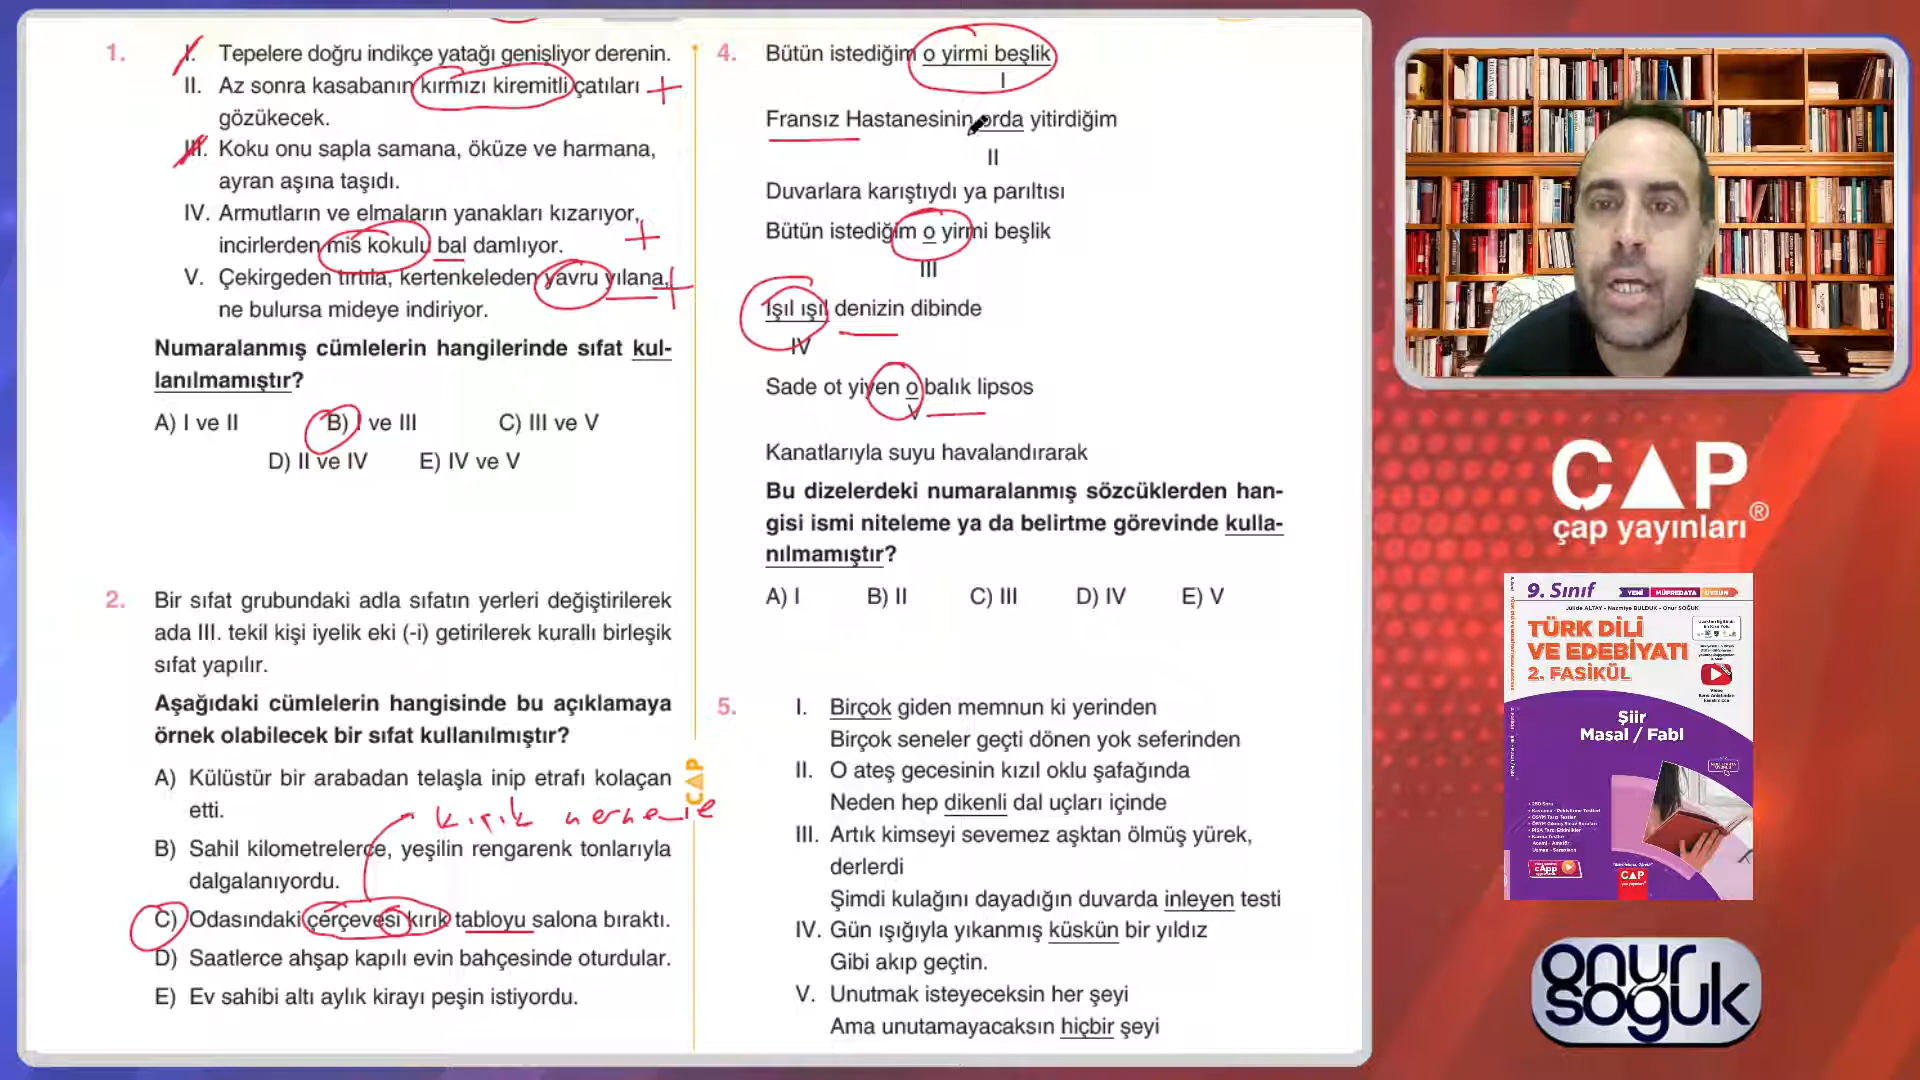 1. I. Tepelere doğru indikçe yatağı genişliyor derenin.
II. Az sonra kasabanın kırmızı kiremitli çatıları
gözükecek.
III. Koku onu sapla samana, öküze ve harmana,
ayran aşına taşıdı.
IV. Armutların ve elmaların yanakları kızarıyor,
incirlerden mis kokulu bal damlıyor.
V. Çekirgeden tırtıla, kertenkeleden yavru yılana,
ne bulursa mideye indiriyor.
Numaralanmış cümlelerin hangilerinde sıfat kul-
lanılmamıştır?
A) I ve II B) I ve III C) III ve V
D) II ve IV E) IV ve V
2. Bir sıfat grubundaki adla sıfatın yerleri değiştirilerek
ada III. tekil kişi iyelik eki (-i) getirilerek kurallı birleşik
sıfat yapılır.
Aşağıdaki cümlelerin hangisinde bu açıklamaya
örnek olabilecek bir sıfat kullanılmıştır?
A) Külüstür bir arabadan telaşla inip etrafı kolaçan
etti.
B) Sahil kilometrelerce, yeşilin rengarenk tonlarıyla
dalgalanıyordu.
C) Odasındaki çerçevesi kırık tabloyu salona bıraktı.
D) Saatlerce ahşap kapılı evin bahçesinde oturdular.
E) Ev sahibi altı aylık kirayı peşin istiyordu.
CAP
4. Bütün istediğim o yirmi beşlik
I
Fransız Hastanesinin orda yitirdiğim
II
Duvarlara karıştıydı ya parıltısı
Bütün istediğim o yirmi beşlik
III
Işıl ışıl denizin dibinde
IV
Sade ot yiyen o balık lipsos
V
Kanatlarıyla suyu havalandırarak
Bu dizelerdeki numaralanmış sözcüklerden han-
gisi ismi niteleme ya da belirtme görevinde kulla-
nılmamıştır?
A) I B) II C) III D) IV E) V
5. I. Birçok giden memnun ki yerinden
Birçok seneler geçti dönen yok seferinden
II. O ateş gecesinin kızıl oklu şafağında
Neden hep dikenli dal uçları içinde
III. Artık kimseyi sevemez aşktan ölmüş yürek,
derlerdi
Şimdi kulağını dayadığın duvarda inleyen testi
IV. Gün ışığıyla yıkanmış küskün bir yıldız
Gibi akıp geçtin.
V. Unutmak isteyeceksin her şeyi
Ama unutamayacaksın hiçbir şeyi
CAP®
çap yayınları
9. Sınıf
YENİ MÜFREDATA UYGUN
Jülide ALTAY - Nazmiye BULDUK - Onur SOĞUK
TÜRK DİLİ
VE EDEBİYATI
2. FASİKÜL
Şiir
Masal / Fabl
CAP
onur
soğuk